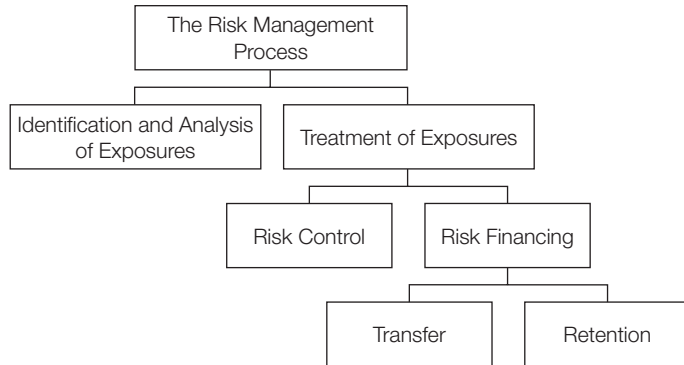 The Risk Management
Process
Identification and Analysis
of Exposures
Treatment of Exposures
Risk Control
Risk Financing
Transfer
Retention